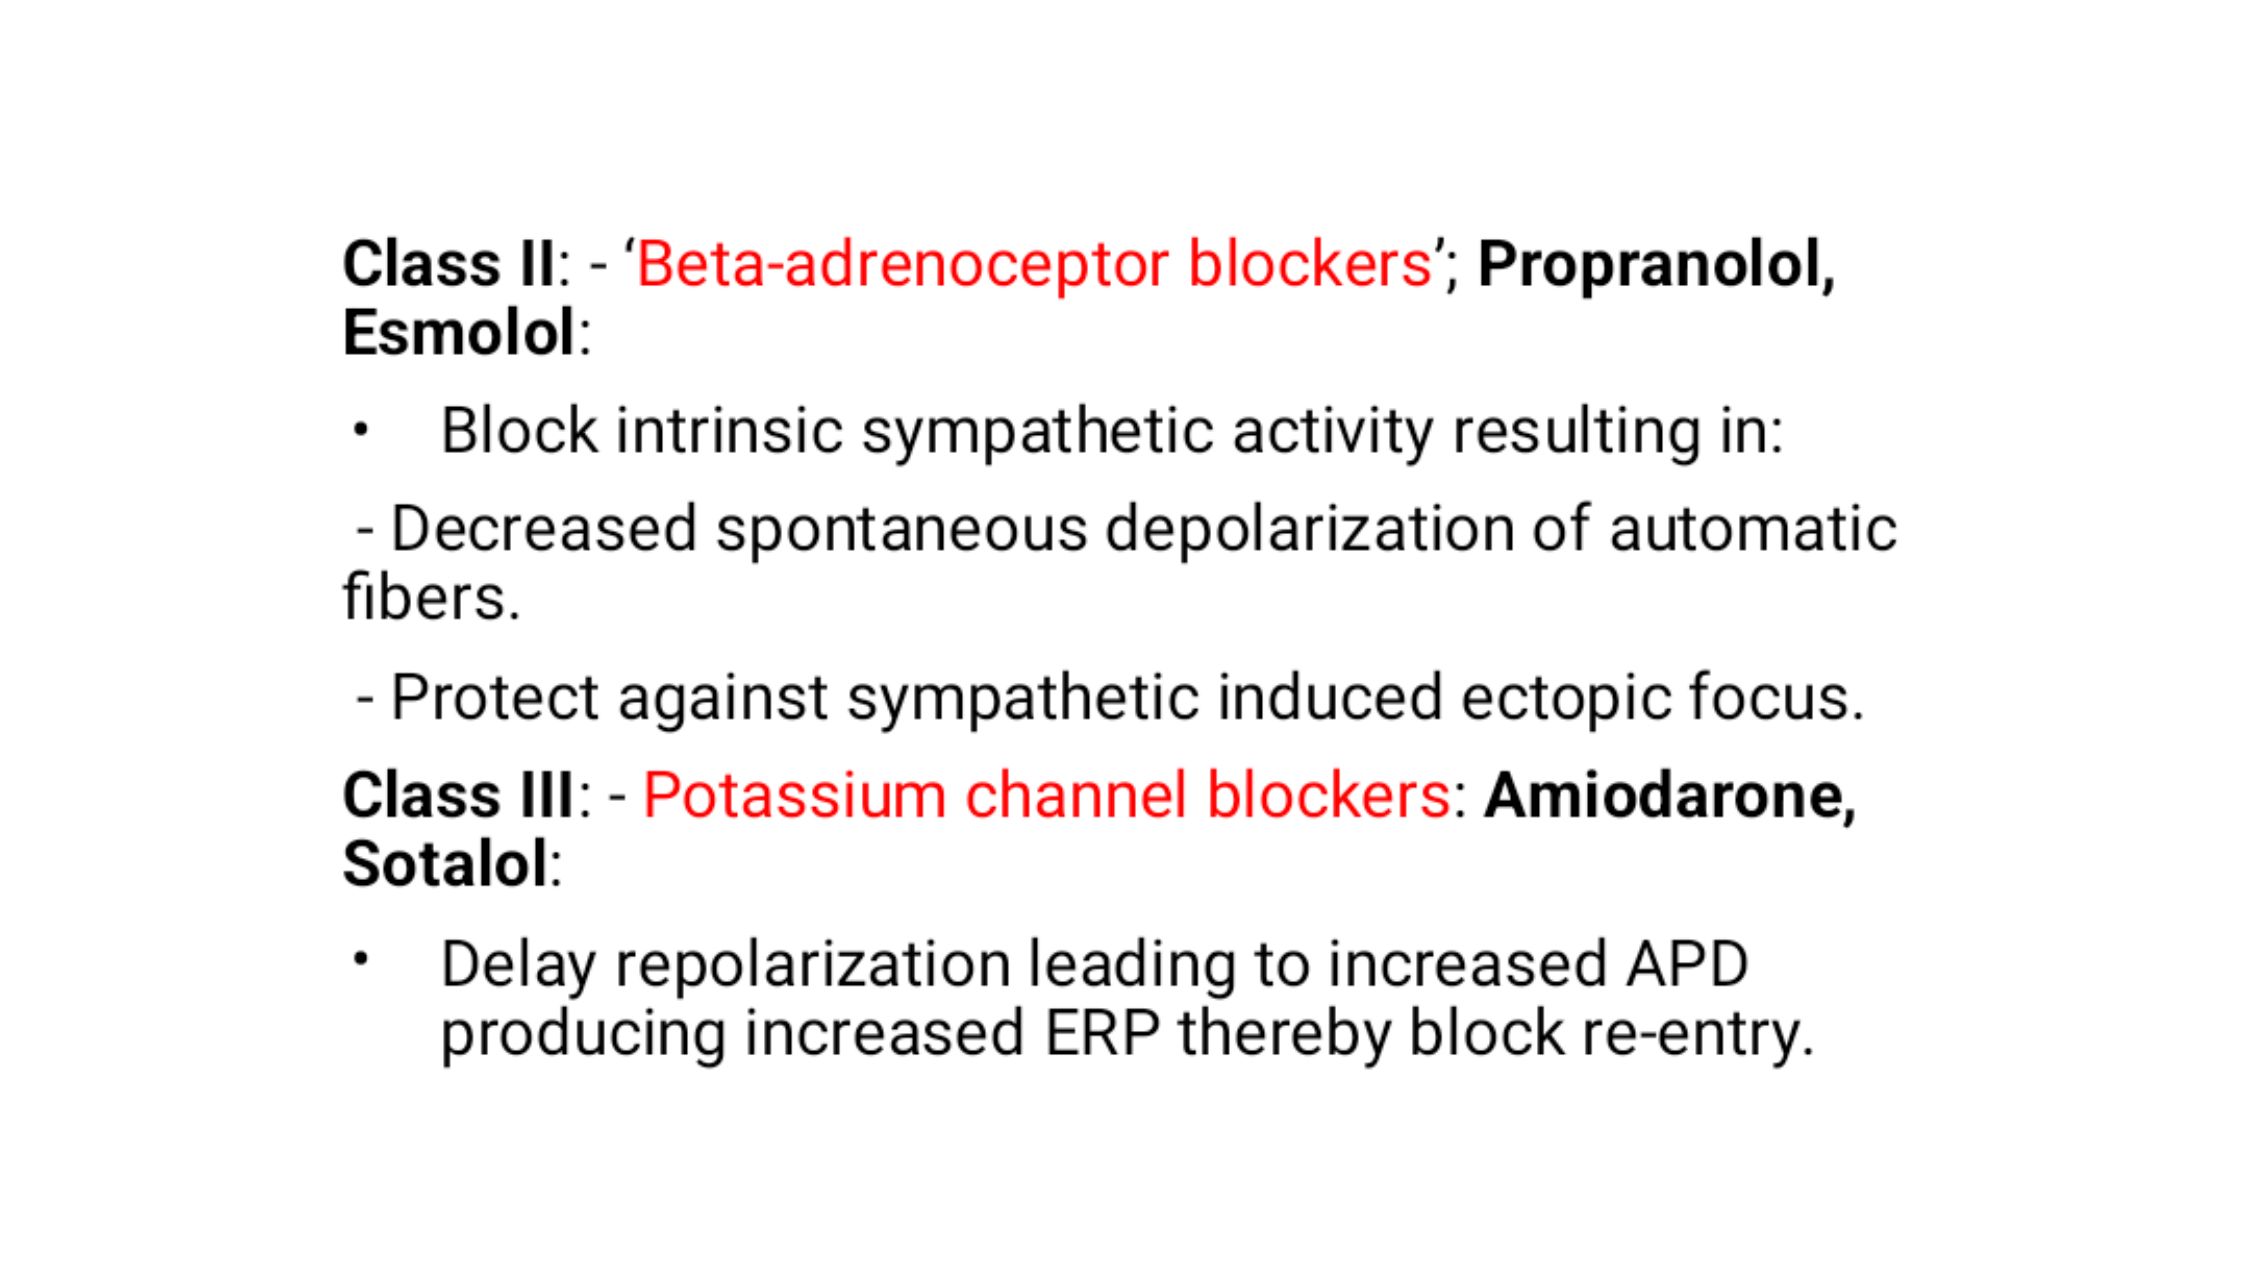 Class II: - ‘Beta-adrenoceptor blockers’; Propranolol,
Esmolol:
• Block intrinsic sympathetic activity resulting in:
- Decreased spontaneous depolarization of automatic
fibers.
- Protect against sympathetic induced ectopic focus.
Class III: - Potassium channel blockers: Amiodarone,
Sotalol:
• Delay repolarization leading to increased APD
producing increased ERP thereby block re-entry.